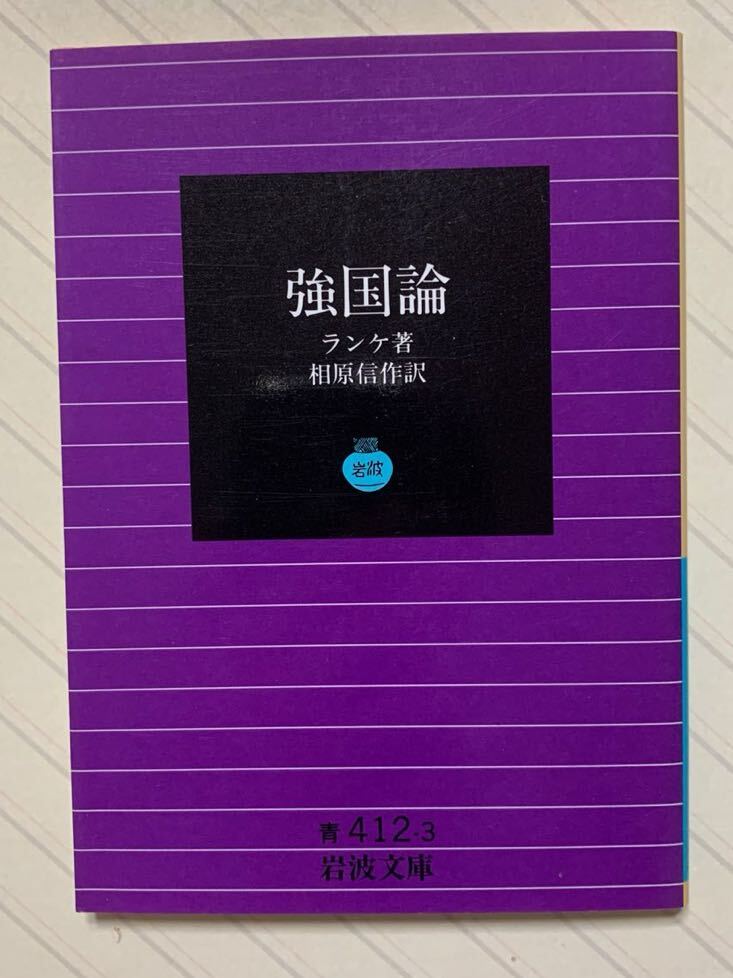 強国論
ランケ著
相原信作訳
岩波
青 412-3
岩波文庫